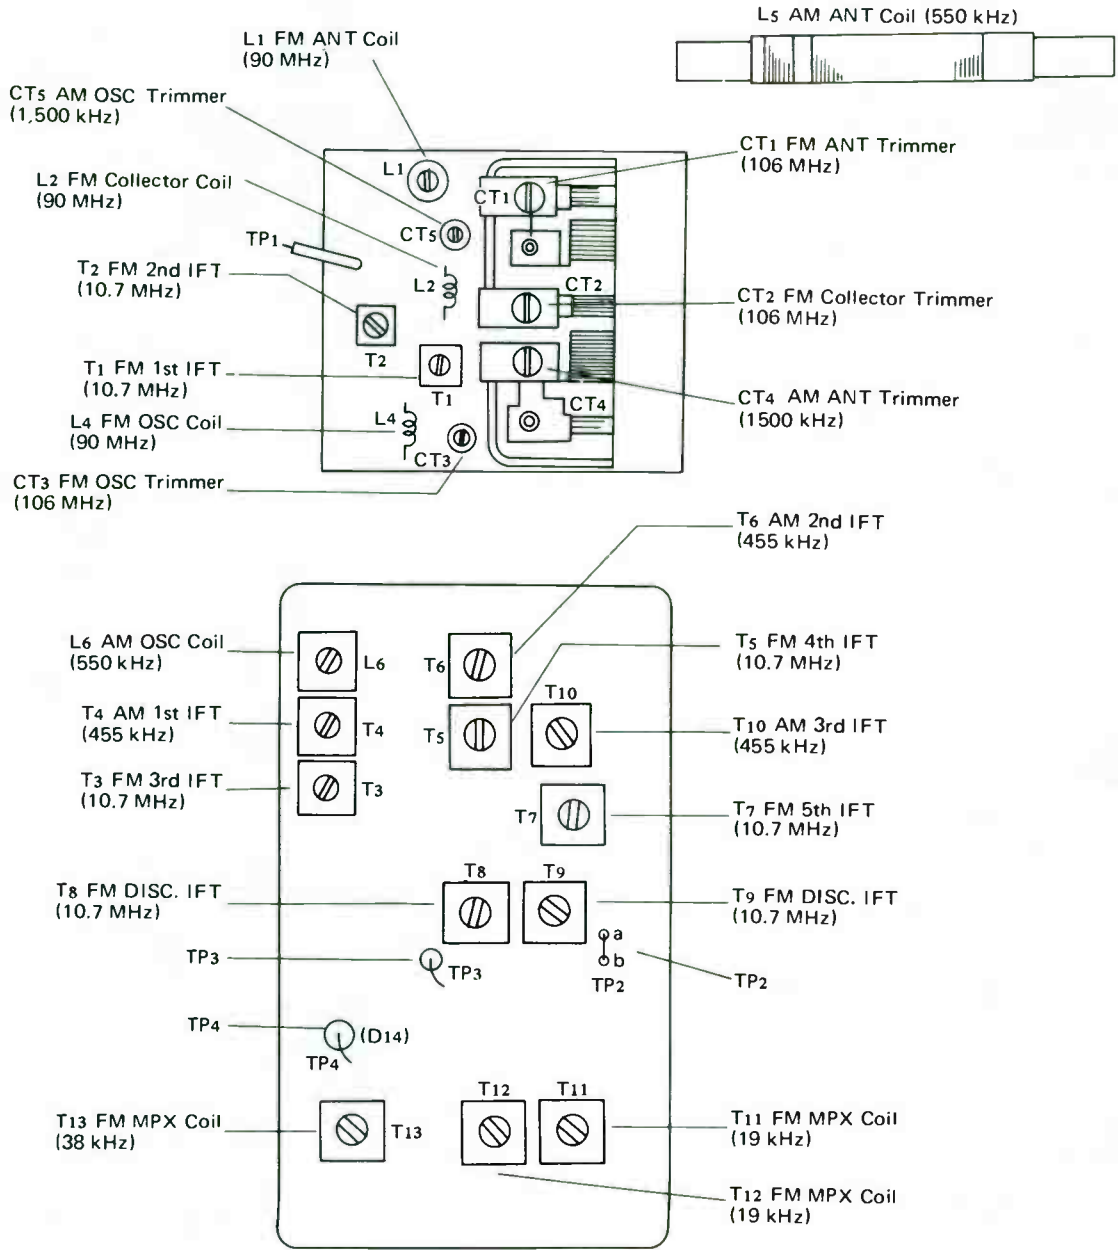 L5 AM ANT Coil (550 kHz)
L1 FM ANT Coil
(90 MHz)
CT5 AM OSC Trimmer
(1,500 kHz)
CT1 FM ANT Trimmer
(106 MHz)
L2 FM Collector Coil
(90 MHz)
L1
CT1
CT5
TP1
T2 FM 2nd IFT
(10.7 MHz)
L2
CT2
CT2 FM Collector Trimmer
(106 MHz)
T2
T1 FM 1st IFT
(10.7 MHz)
T1
CT4 AM ANT Trimmer
(1500 kHz)
L4 FM OSC Coil
(90 MHz)
L4
CT4
CT3
CT3 FM OSC Trimmer
(106 MHz)
T6 AM 2nd IFT
(455 kHz)
L6 AM OSC Coil
(550 kHz)
L6
T6
T5 FM 4th IFT
(10.7 MHz)
T10
T4 AM 1st IFT
(455 kHz)
T4
T5
T10 AM 3rd IFT
(455 kHz)
T3 FM 3rd IFT
(10.7 MHz)
T3
T7
T7 FM 5th IFT
(10.7 MHz)
T8
T9
T8 FM DISC. IFT
(10.7 MHz)
T9 FM DISC. IFT
(10.7 MHz)
a
b
TP3
TP3
TP2
TP2
TP4
(D14)
TP4
T12
T11
T13 FM MPX Coil
(38 kHz)
T13
T11 FM MPX Coil
(19 kHz)
T12 FM MPX Coil
(19 kHz)